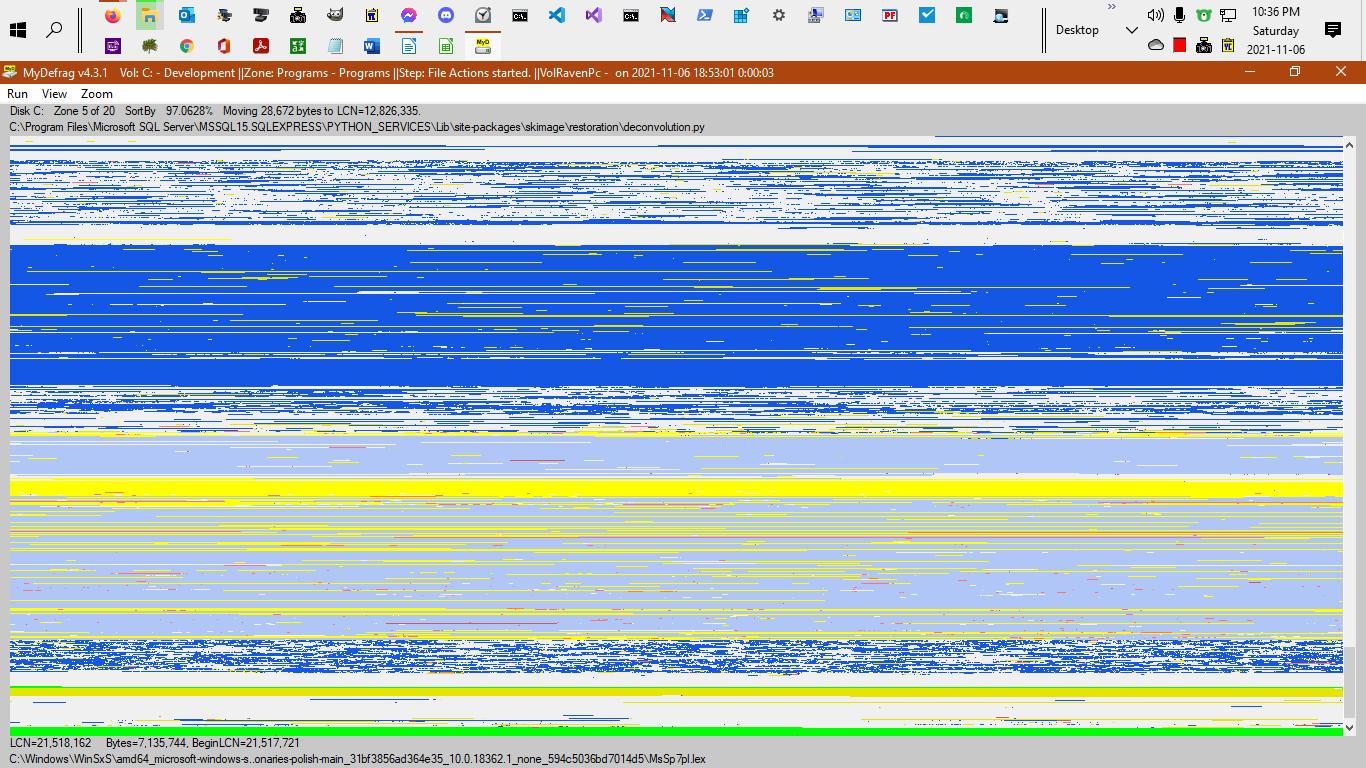 10:36 PM
Desktop
Saturday
2021-11-06
MyDefrag v4.3.1 Vol: C: - Development ||Zone: Programs - Programs ||Step: File Actions started. ||VolRavenPc - on 2021-11-06 18:53:01 0:00:03
Run View Zoom
Disk C: Zone 5 of 20 SortBy 97.0628% Moving 28,672 bytes to LCN=12,826,335.
C:\Program Files\Microsoft SQL Server\MSSQL15.SQLEXPRESS\PYTHON_SERVICES\Lib\site-packages\skimage\restoration\deconvolution.py
LCN=21,518,162 Bytes=7,135,744, BeginLCN=21,517,721
C:\Windows\WinSxS\amd64_microsoft-windows-s..onaries-polish-main_31bf3856ad364e35_10.0.18362.1_none_594c5036bd7014d5\MsSp7pl.lex